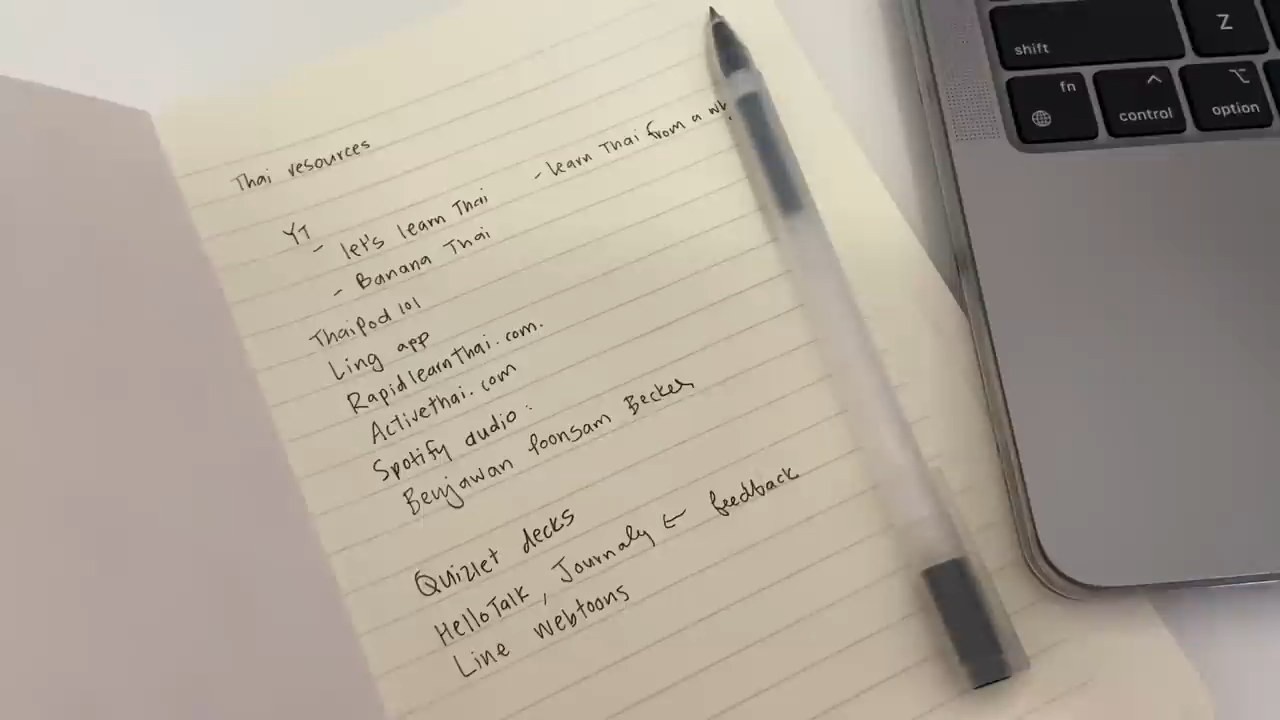 Thai resources
YT
- let's learn Thai
- learn Thai from a
- Banana Thai
ThaiPod 101
Ling app
Rapidlearnthai.com.
Activethai.com
Spotify audio:
Benjawan Poonsam Becker
Quizlet decks
HelloTalk, Journaly ← feedback
Line Webtoons
shift
Z
fn
control
option